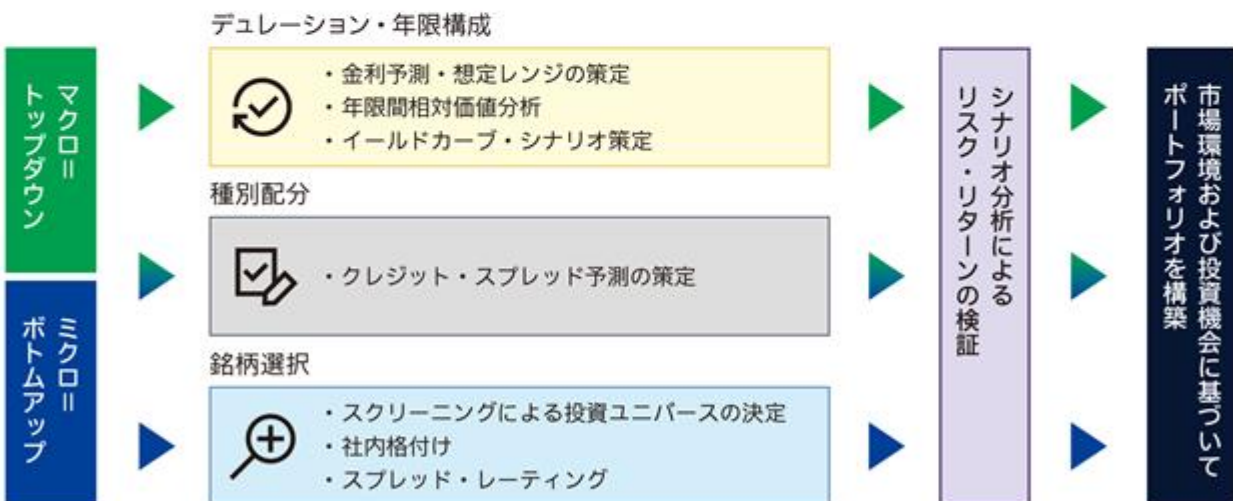 マクロ＝
トップダウン
ミクロ＝
ボトムアップ
デュレーション・年限構成
・金利予測・想定レンジの策定
・年限間相対価値分析
・イールドカーブ・シナリオ策定
種別配分
・クレジット・スプレッド予測の策定
銘柄選択
・スクリーニングによる投資ユニバースの決定
・社内格付け
・スプレッド・レーティング
シナリオ分析による
リスク・リターンの検証
市場環境および投資機会に基づいて
ポートフォリオを構築